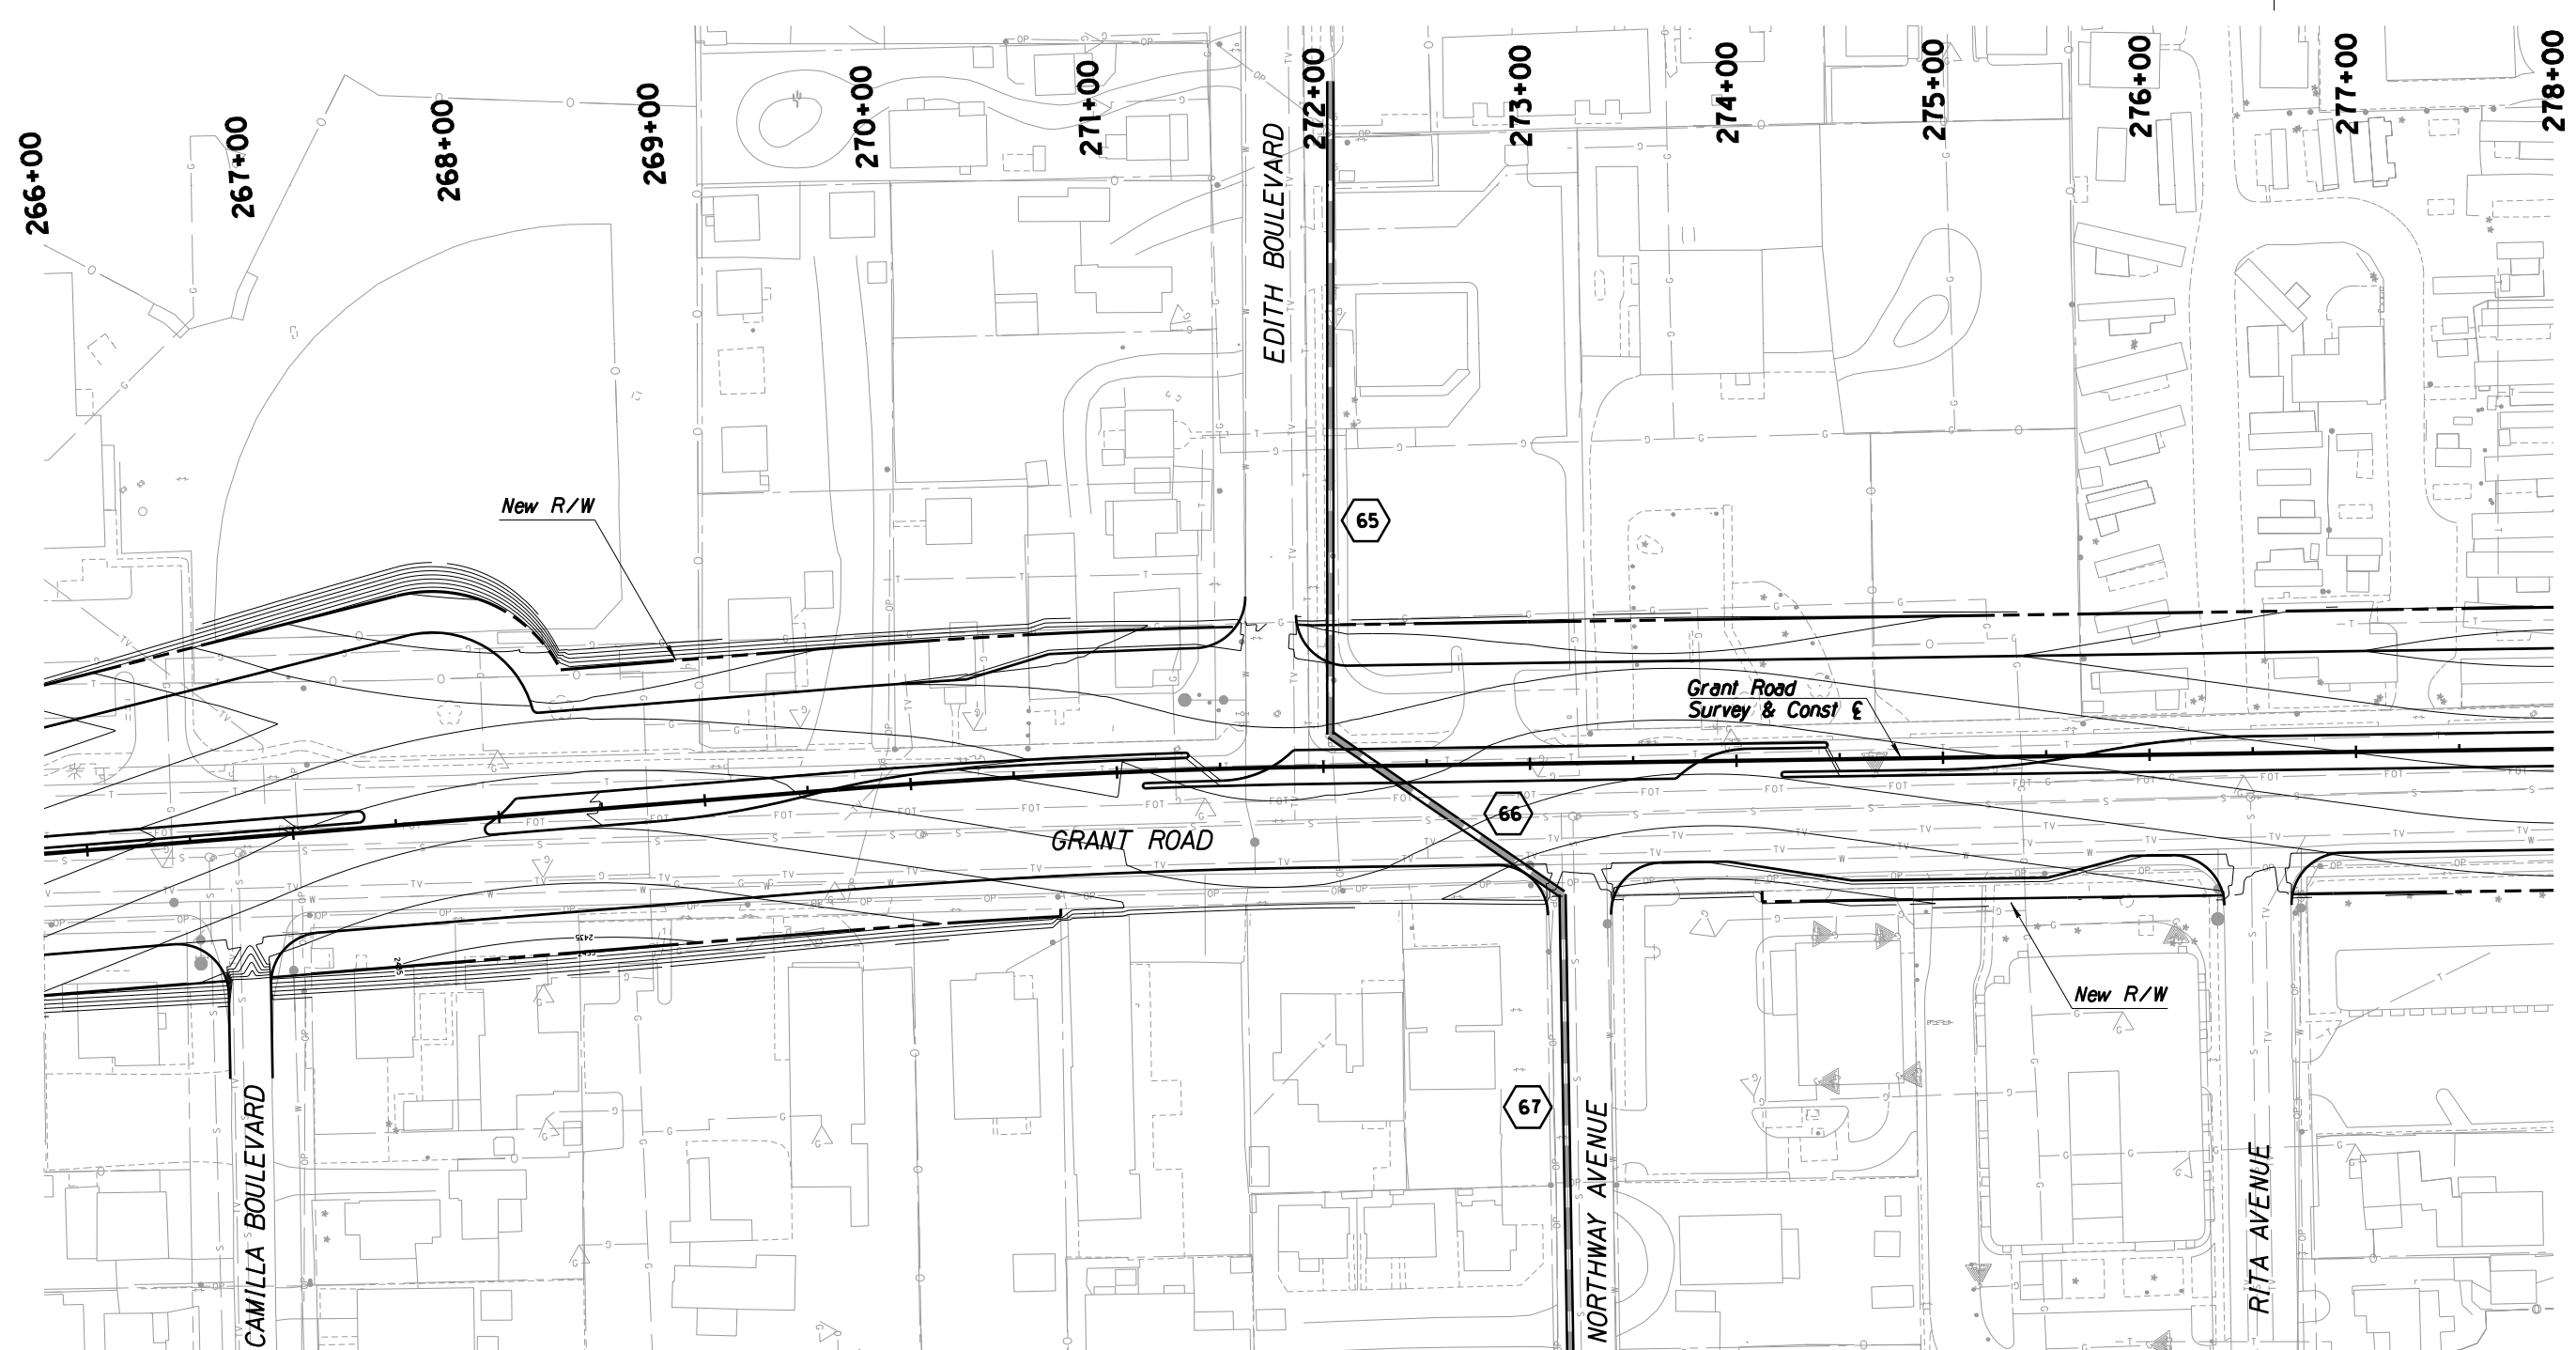 266+00
267+00
268+00
269+00
270+00
271+00
272+00
273+00
274+00
275+00
276+00
277+00
278+00
EDITH BOULEVARD
New R/W
65
Grant Road
Survey & Const ℄
66
GRANT ROAD
2435
2435
New R/W
67
CAMILLA BOULEVARD
NORTHWAY AVENUE
RITA AVENUE